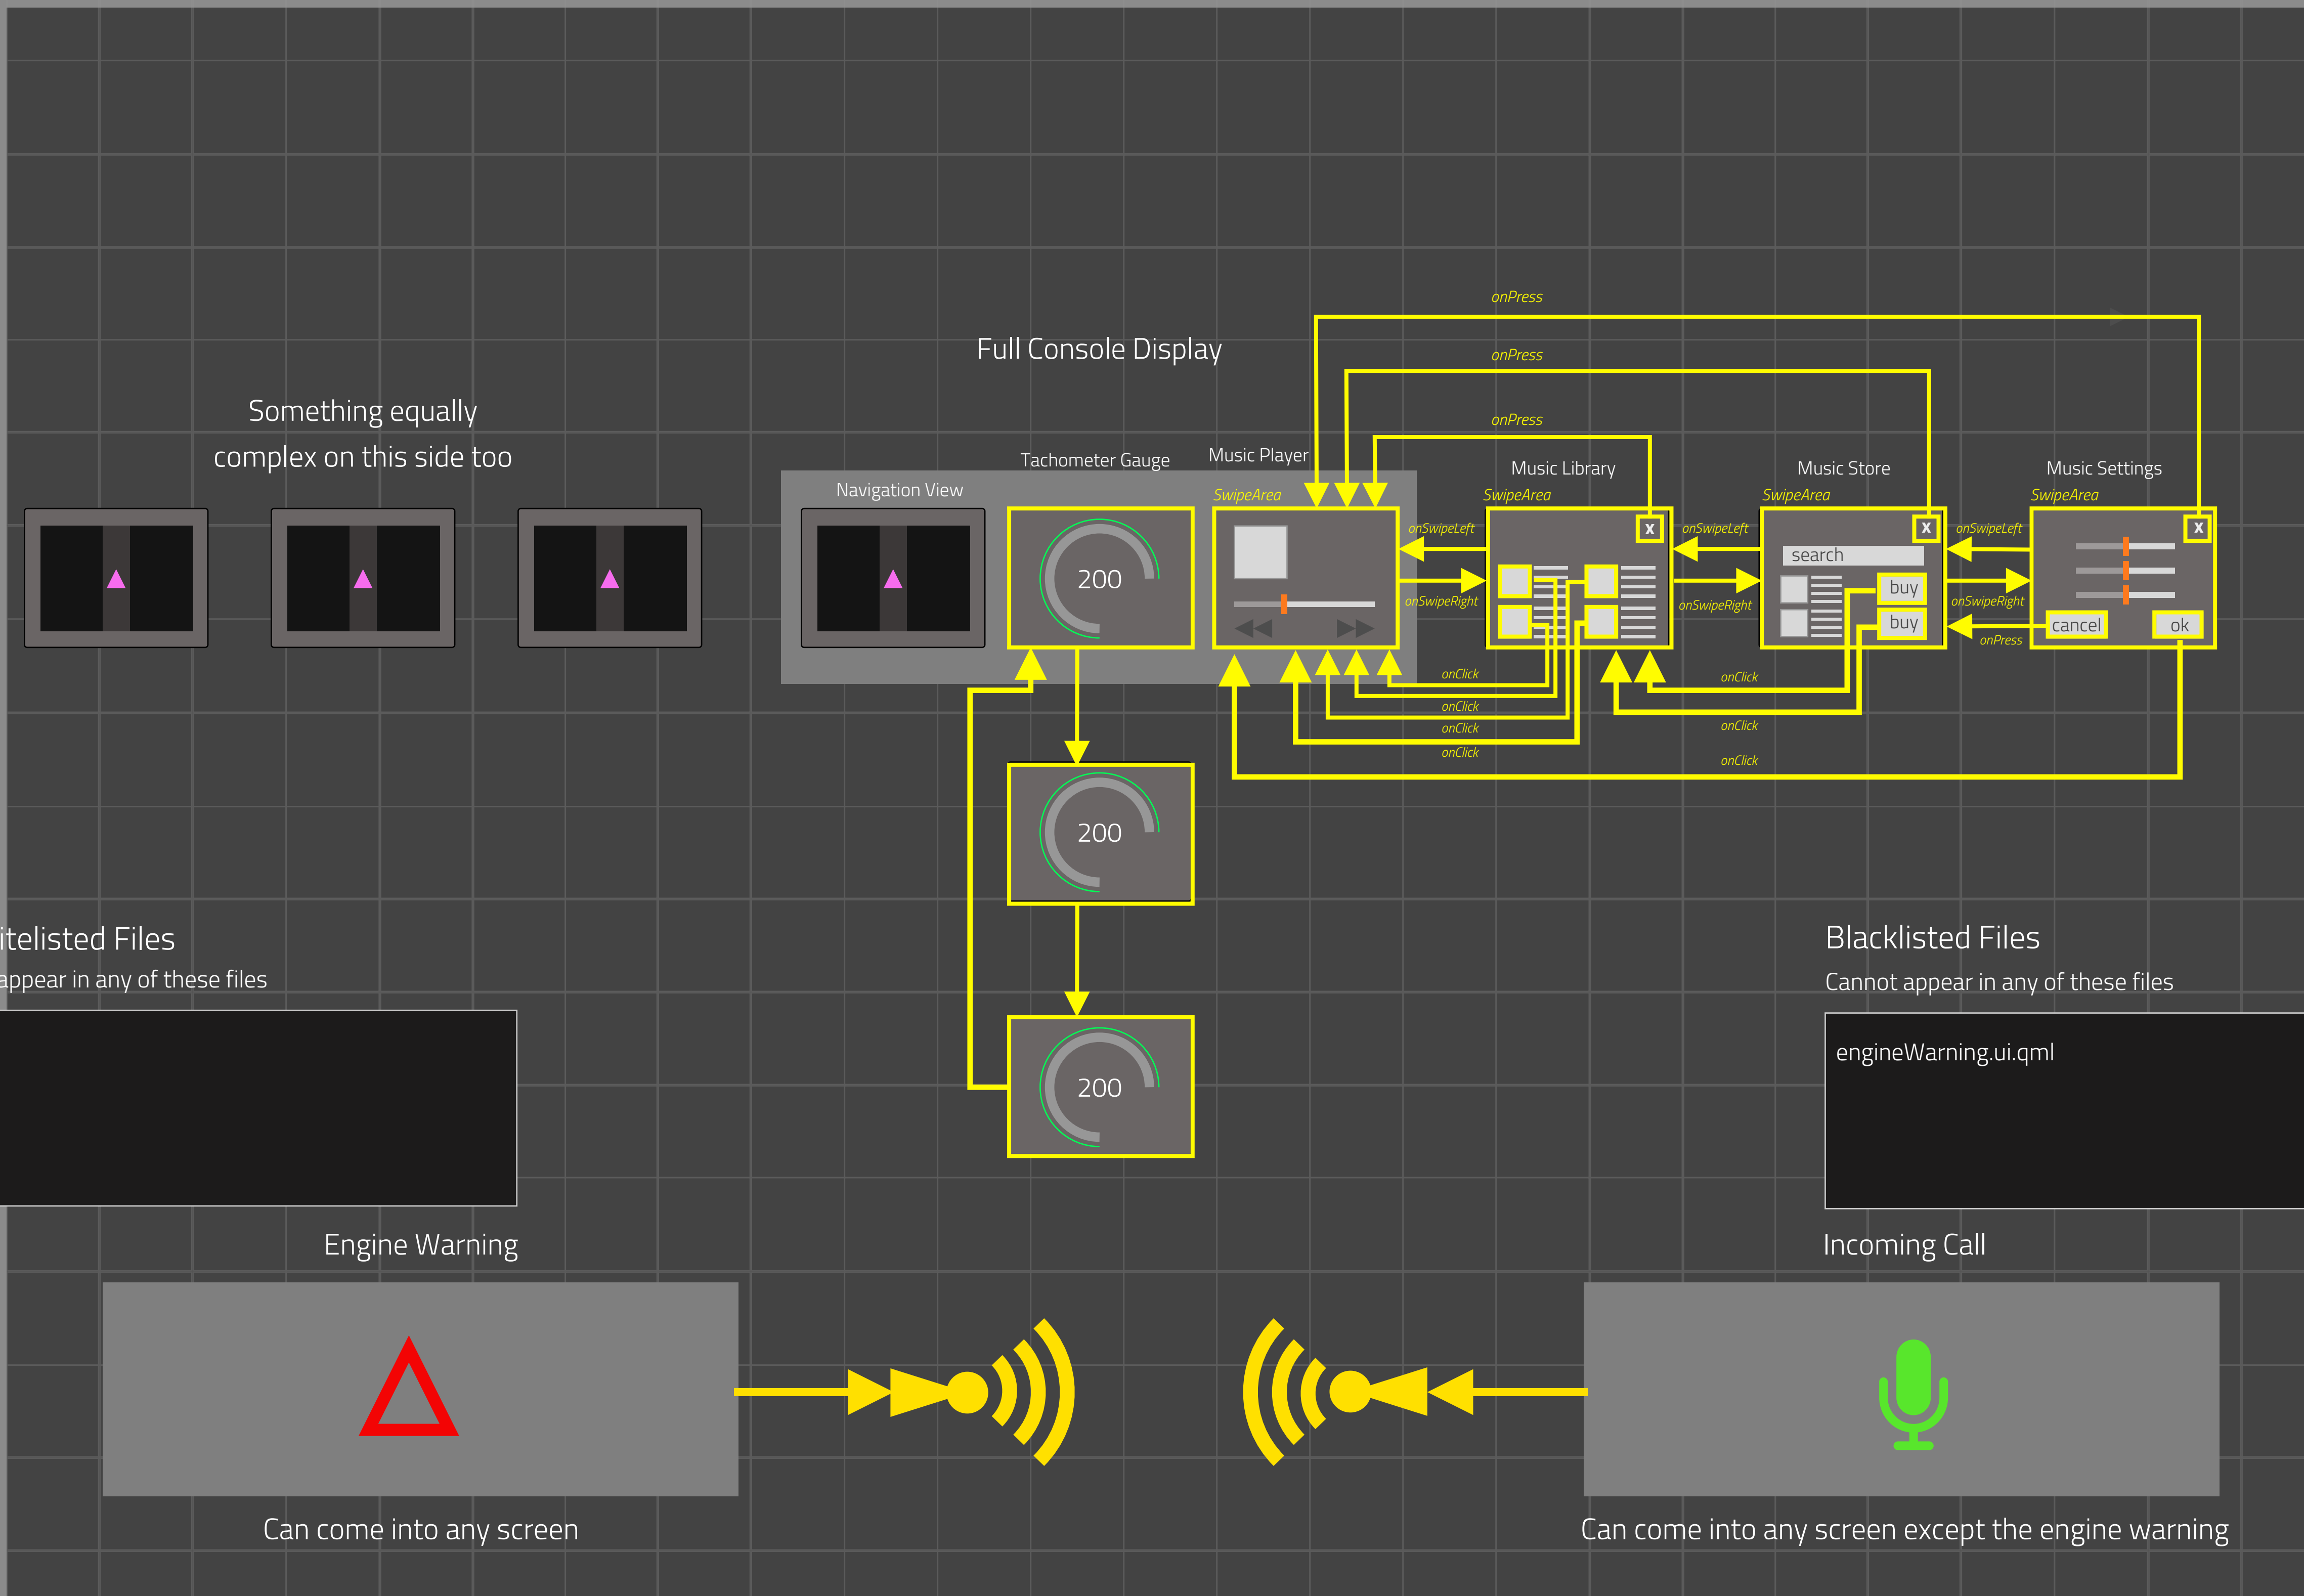 onPress
Full Console Display
onPress
Something equally
complex on this side too
onPress
Tachometer Gauge
Music Player
Music Library
Music Store
Music Settings
Navigation View
SwipeArea
SwipeArea
SwipeArea
SwipeArea
x
x
x
onSwipeLeft
onSwipeLeft
onSwipeLeft
search
200
buy
onSwipeRight
onSwipeRight
onSwipeRight
buy
cancel
ok
onPress
onClick
onClick
onClick
onClick
onClick
onClick
onClick
200
itelisted Files
appear in any of these files
Blacklisted Files
Cannot appear in any of these files
engineWarning.ui.qml
200
Engine Warning
Incoming Call
Can come into any screen
Can come into any screen except the engine warning